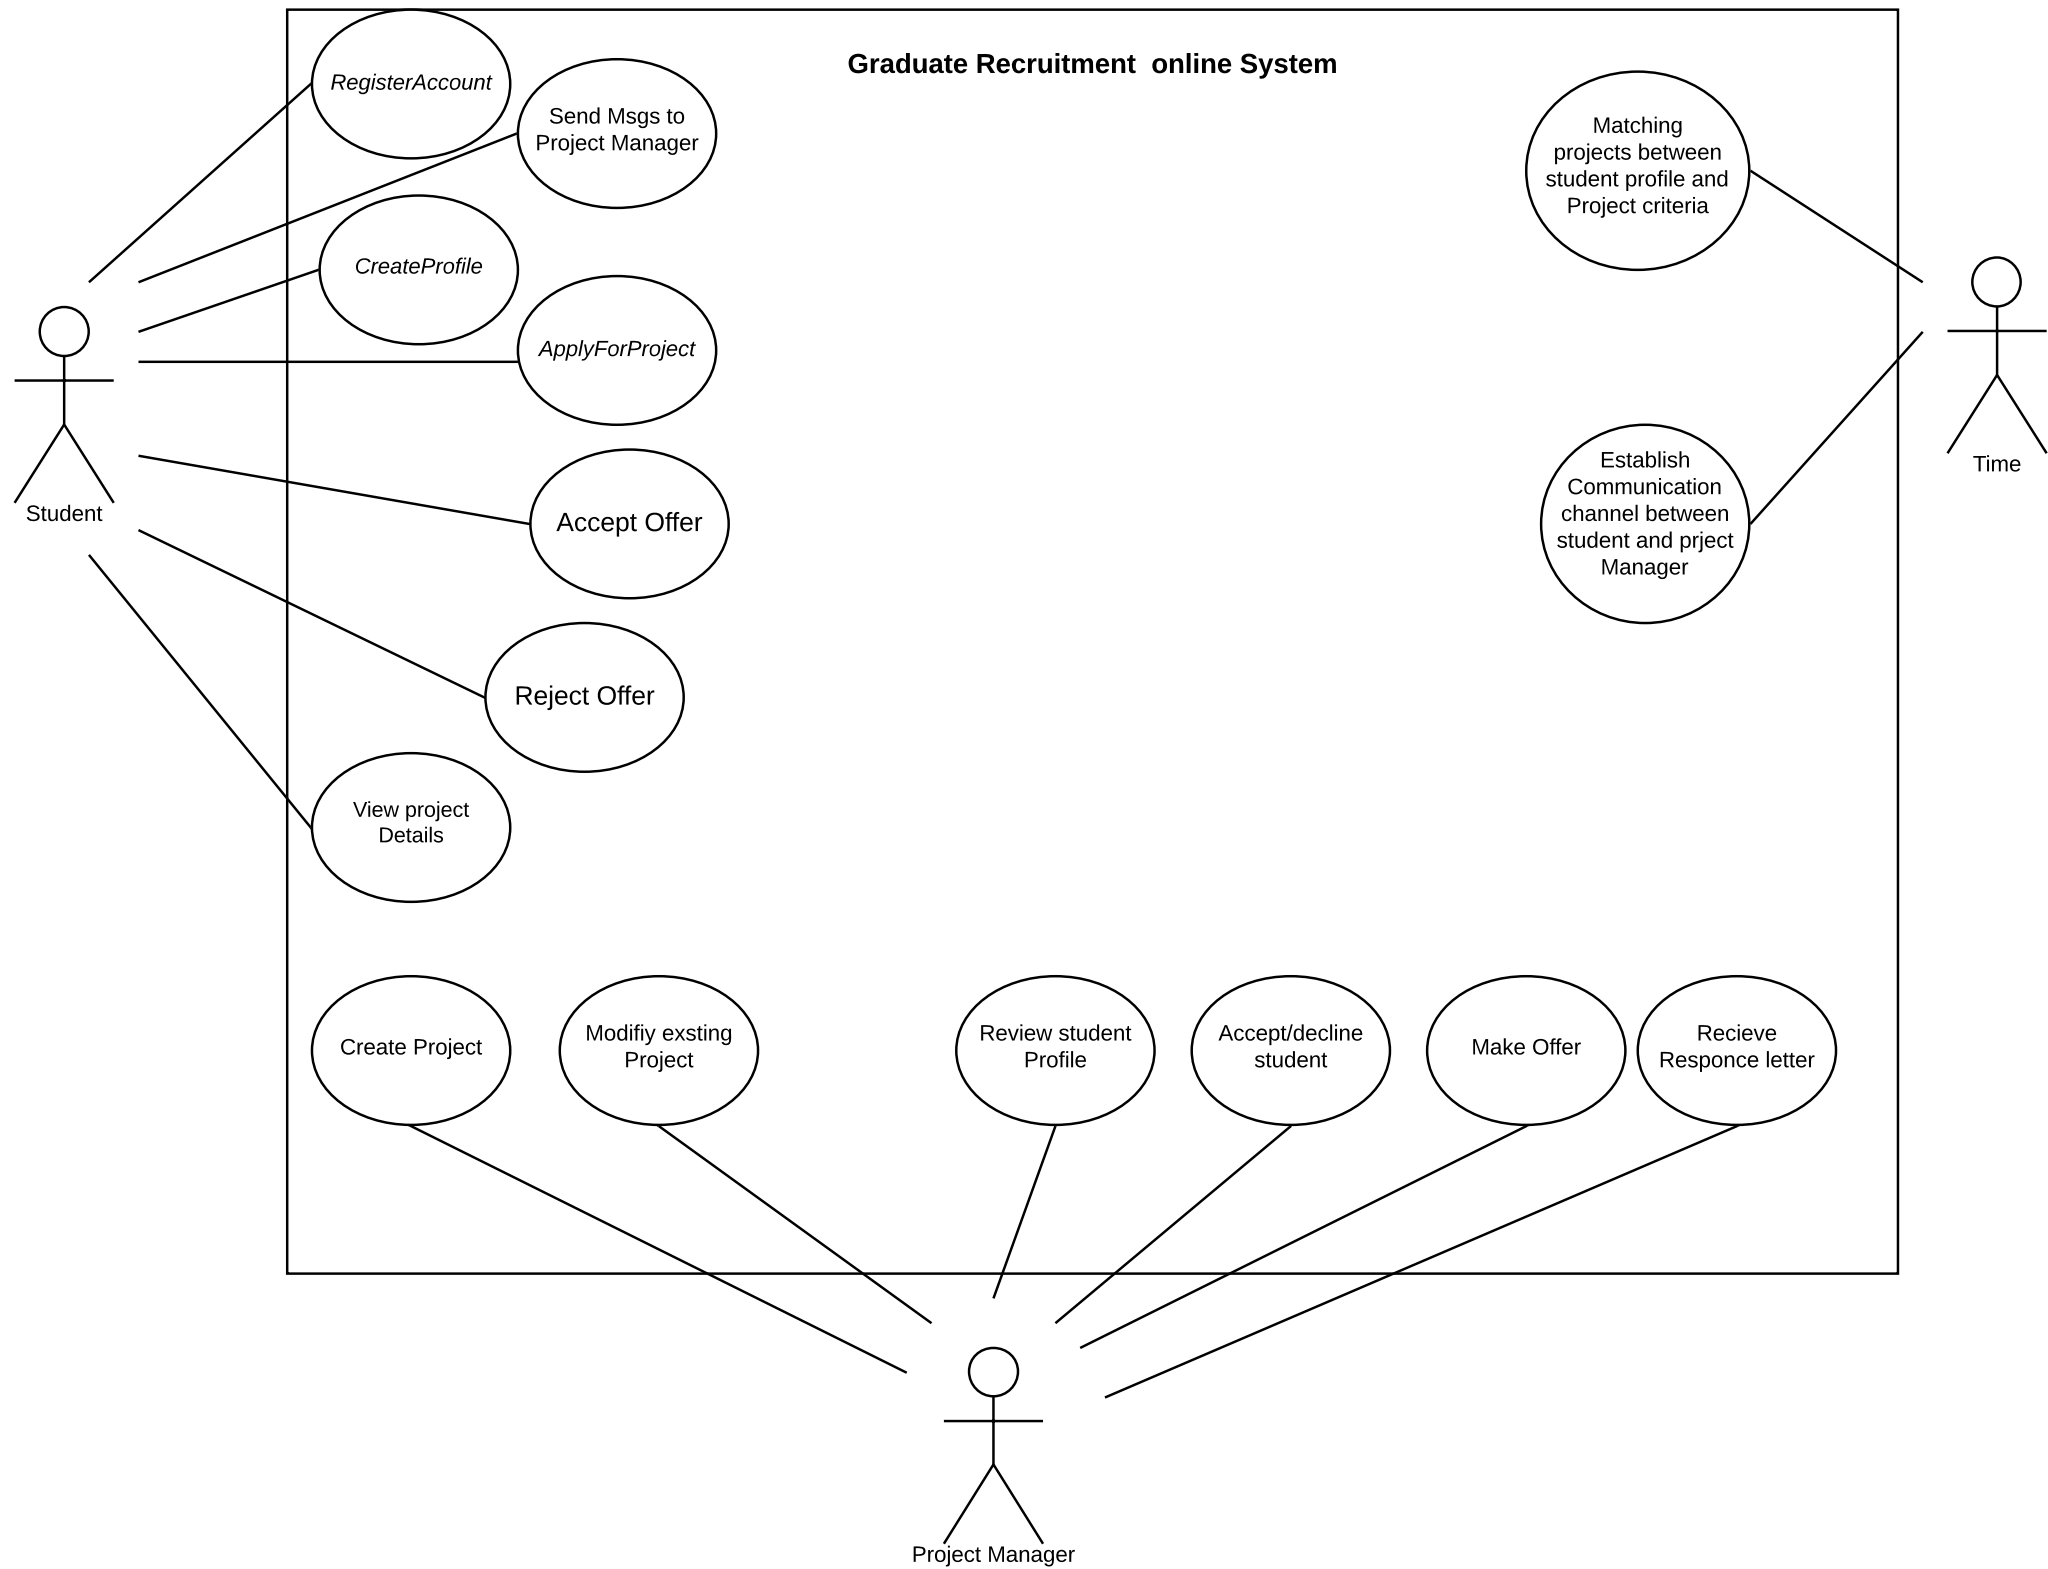 Graduate Recruitment  online System
RegisterAccount
Send Msgs to
Project Manager
CreateProfile
ApplyForProject
Accept Offer
Reject Offer
View project
Details
Student
Matching
projects between
student profile and
Project criteria
Establish
Communication
channel between
student and prject
Manager
Time
Create Project
Modifiy exsting
Project
Review student
Profile
Accept/decline
student
Make Offer
Recieve
Responce letter
Project Manager